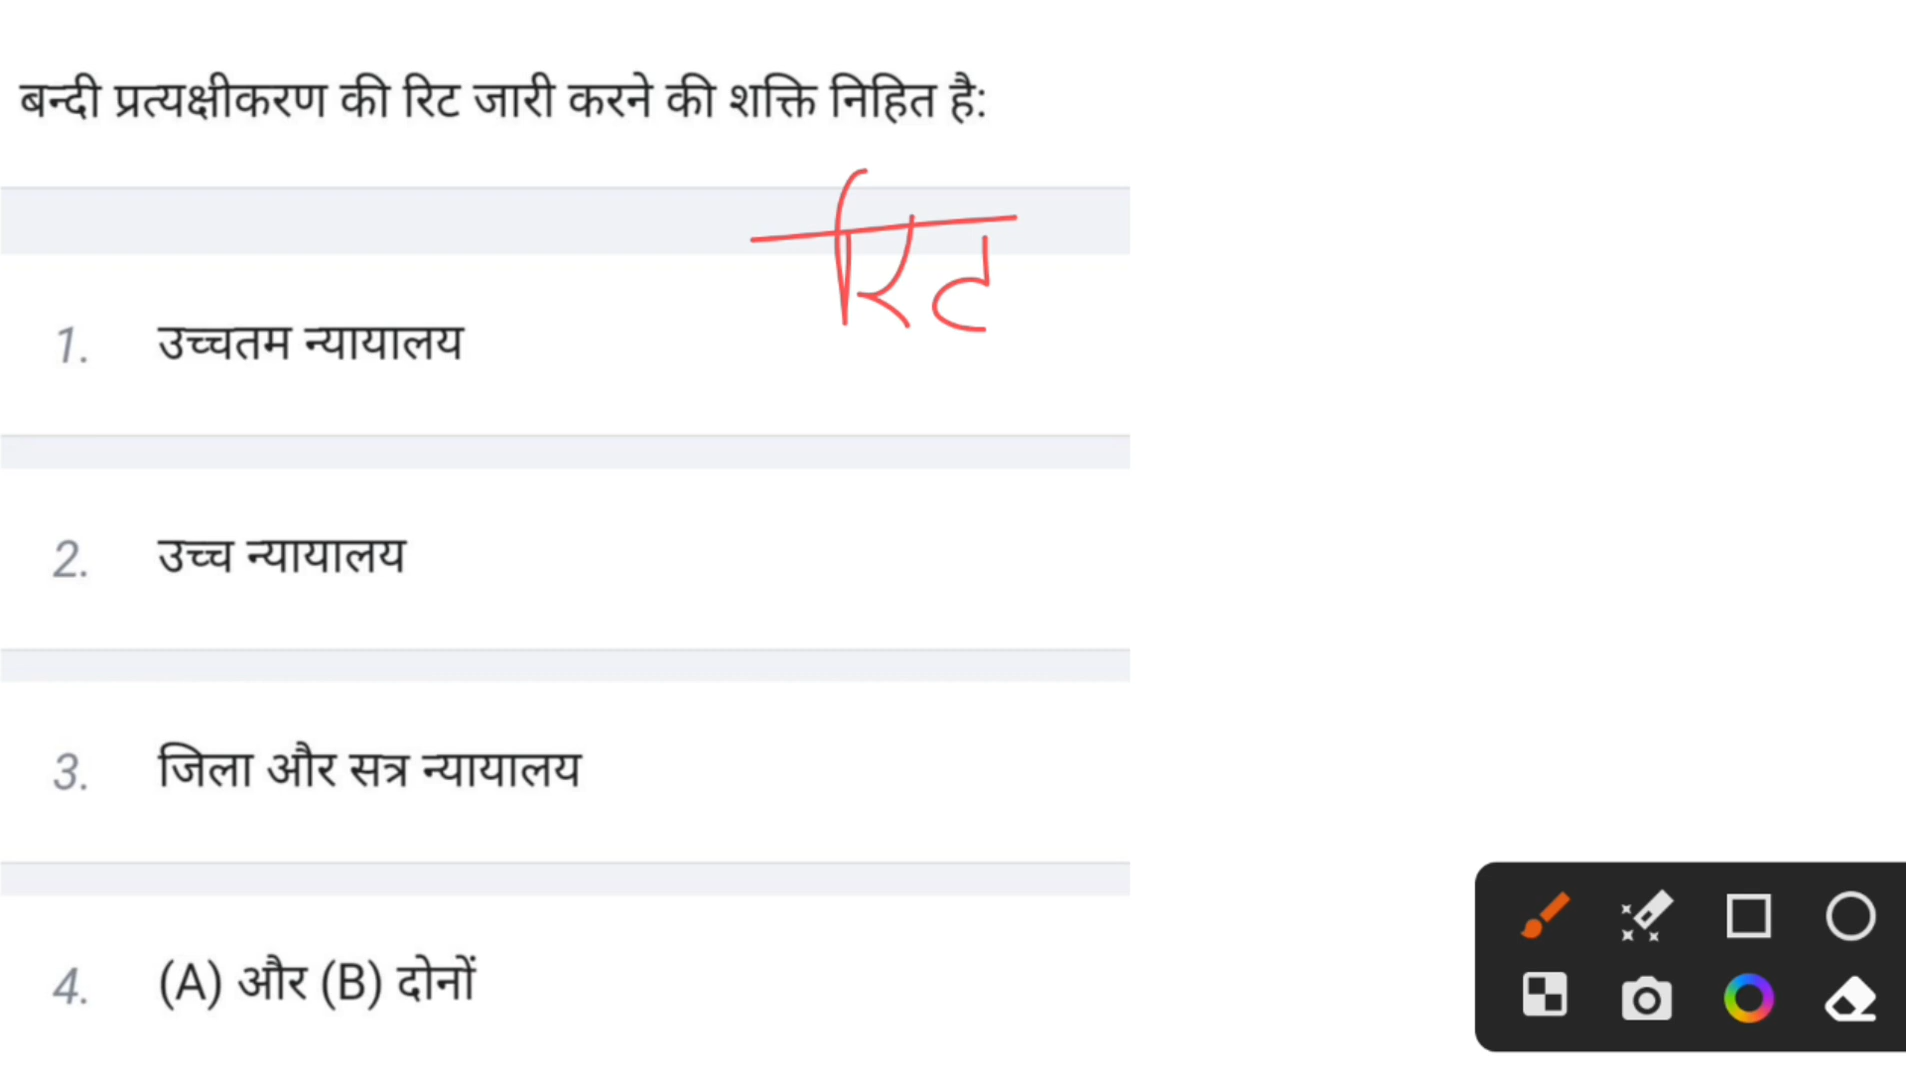 बन्दी प्रत्यक्षीकरण की रिट जारी करने की शक्ति निहित है:
रिट
1. उच्चतम न्यायालय
2. उच्च न्यायालय
3. जिला और सत्र न्यायालय
4. (A) और (B) दोनों